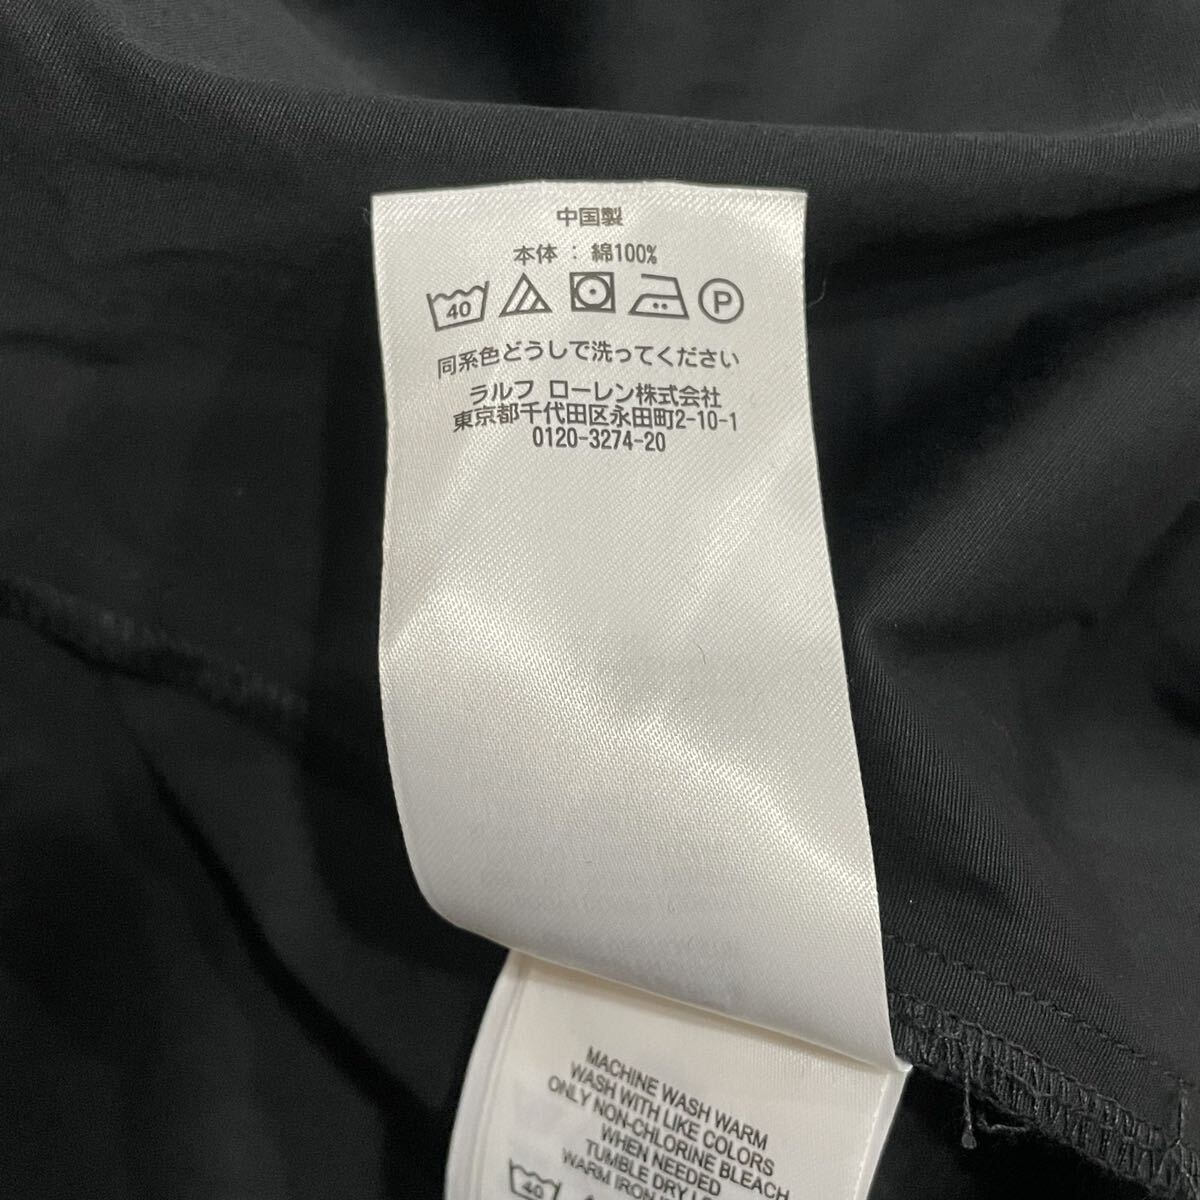 中国製
本体 : 綿100%
40 P
同系色どうしで洗ってください
ラルフ ローレン株式会社
東京都千代田区永田町2-10-1
0120-3274-20
MACHINE WASH WARM
WASH WITH LIKE COLORS
ONLY NON-CHLORINE BLEACH
WHEN NEEDED
TUMBLE DRY
WARM IRON
40